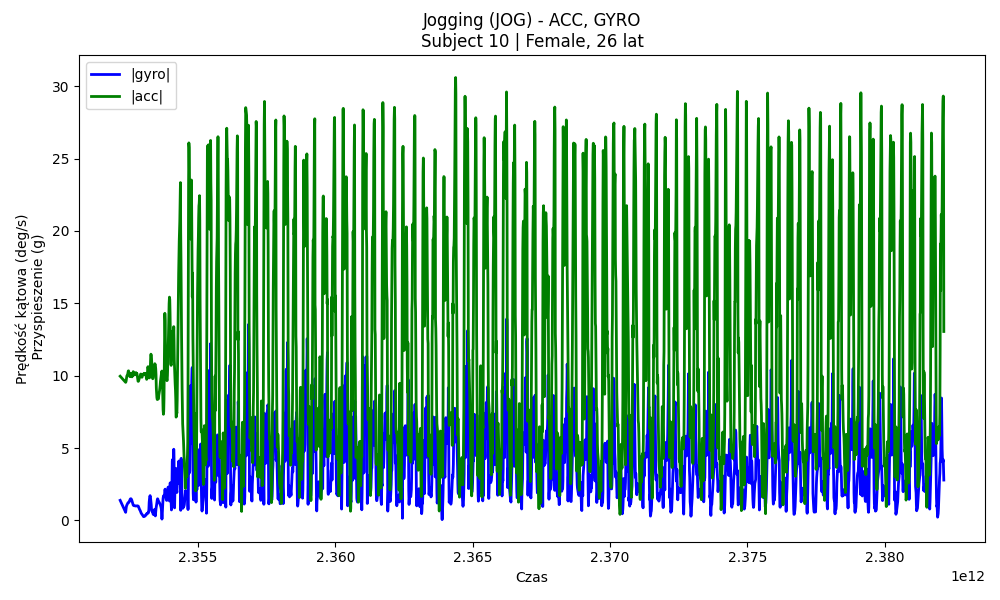 Jogging (JOG) - ACC, GYRO
Subject 10 | Female, 26 lat
|gyro|
|acc|
30
25
20
15
10
5
0
Prędkość kątowa (deg/s)
Przyspieszenie (g)
2.355
2.360
2.365
2.370
2.375
2.380
1e12
Czas